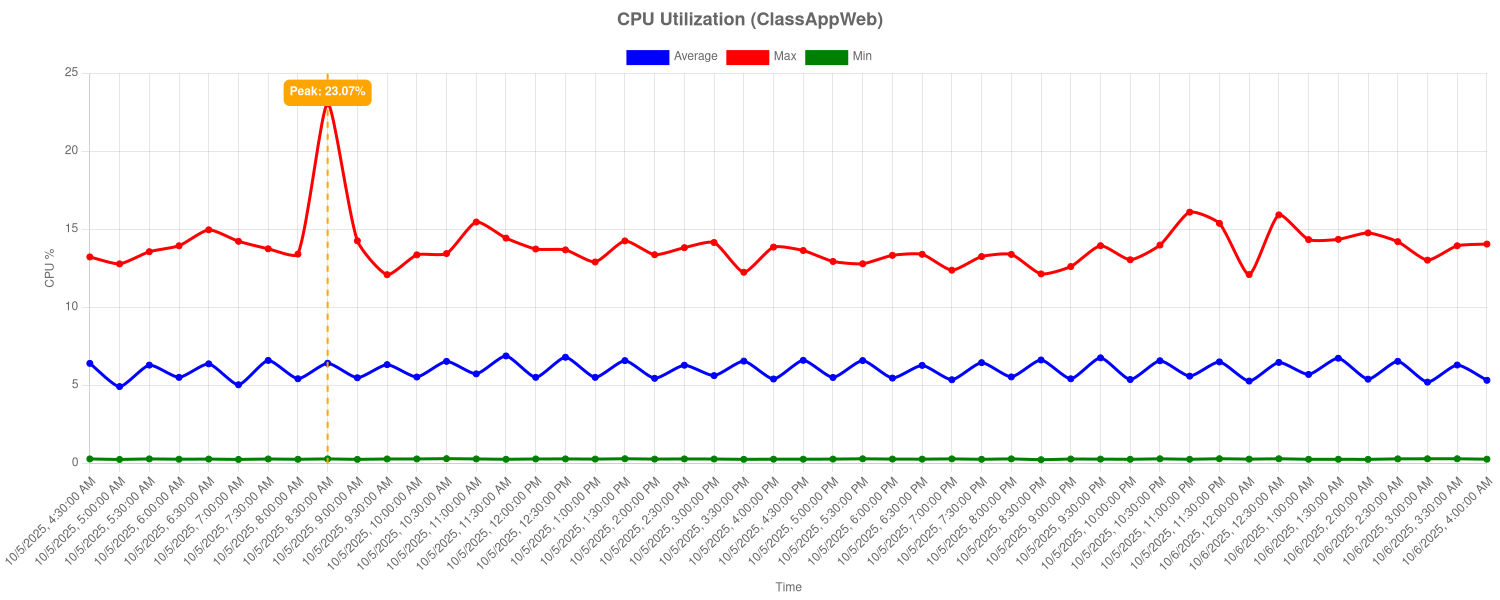 CPU Utilization (ClassAppWeb)
Average Max Min
Peak: 23.07%
CPU %
25
20
15
10
5
0
10/5/2025, 4:30:00 AM
10/5/2025, 5:00:00 AM
10/5/2025, 5:30:00 AM
10/5/2025, 6:00:00 AM
10/5/2025, 6:30:00 AM
10/5/2025, 7:00:00 AM
10/5/2025, 7:30:00 AM
10/5/2025, 8:00:00 AM
10/5/2025, 8:30:00 AM
10/5/2025, 9:00:00 AM
10/5/2025, 9:30:00 AM
10/5/2025, 10:00:00 AM
10/5/2025, 10:30:00 AM
10/5/2025, 11:00:00 AM
10/5/2025, 11:30:00 AM
10/5/2025, 12:00:00 PM
10/5/2025, 12:30:00 PM
10/5/2025, 1:00:00 PM
10/5/2025, 1:30:00 PM
10/5/2025, 2:00:00 PM
10/5/2025, 2:30:00 PM
10/5/2025, 3:00:00 PM
10/5/2025, 3:30:00 PM
10/5/2025, 4:00:00 PM
10/5/2025, 4:30:00 PM
10/5/2025, 5:00:00 PM
10/5/2025, 5:30:00 PM
10/5/2025, 6:00:00 PM
10/5/2025, 6:30:00 PM
10/5/2025, 7:00:00 PM
10/5/2025, 7:30:00 PM
10/5/2025, 8:00:00 PM
10/5/2025, 8:30:00 PM
10/5/2025, 9:00:00 PM
10/5/2025, 9:30:00 PM
10/5/2025, 10:00:00 PM
10/5/2025, 10:30:00 PM
10/5/2025, 11:00:00 PM
10/5/2025, 11:30:00 PM
10/6/2025, 12:00:00 AM
10/6/2025, 12:30:00 AM
10/6/2025, 1:00:00 AM
10/6/2025, 1:30:00 AM
10/6/2025, 2:00:00 AM
10/6/2025, 2:30:00 AM
10/6/2025, 3:00:00 AM
10/6/2025, 3:30:00 AM
10/6/2025, 4:00:00 AM
Time